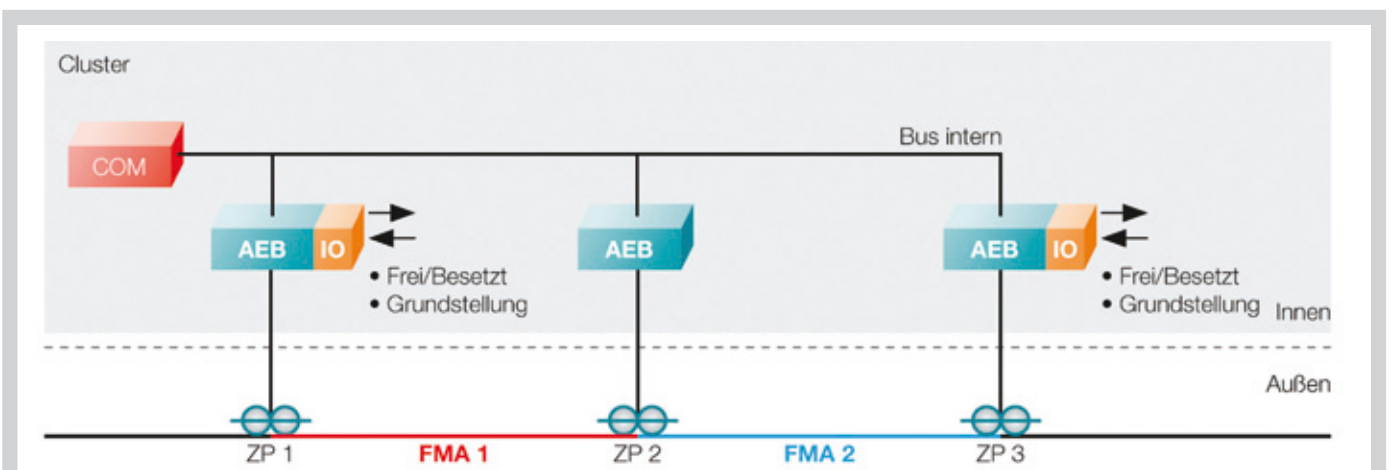 Cluster
Bus intern
COM
AEB IO
AEB
AEB IO
• Frei/Besetzt
• Grundstellung
• Frei/Besetzt
• Grundstellung
Innen
Außen
ZP 1
FMA 1
ZP 2
FMA 2
ZP 3